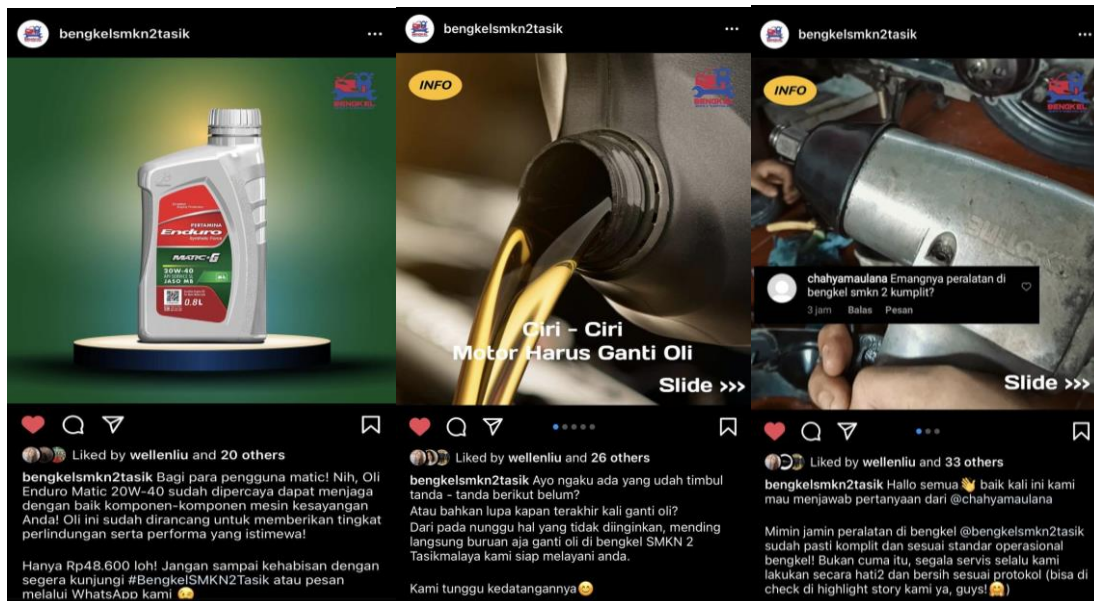 bengkelsmkn2tasik
BENGKEL
PERTAMINA
Enduro
MATIC-G
20W-40
API SERVICE SL
JASO MB
0.8L
Liked by wellenliu and 20 others
bengkelsmkn2tasik Bagi para pengguna matic! Nih, Oli
Enduro Matic 20W-40 sudah dipercaya dapat menjaga
dengan baik komponen-komponen mesin kesayangan
Anda! Oli ini sudah dirancang untuk memberikan tingkat
perlindungan serta performa yang istimewa!
Hanya Rp48.600 loh! Jangan sampai kehabisan dengan
segera kunjungi #BengkelSMKN2Tasik atau pesan
melalui WhatsApp kami 😉
bengkelsmkn2tasik
INFO
BENGKEL
Ciri - Ciri
Motor Harus Ganti Oli
Slide >>>
Liked by wellenliu and 26 others
bengkelsmkn2tasik Ayo ngaku ada yang udah timbul
tanda - tanda berikut belum?
Atau bahkan lupa kapan terakhir kali ganti oli?
Dari pada nunggu hal yang tidak diinginkan, mending
langsung buruan aja ganti oli di bengkel SMKN 2
Tasikmalaya kami siap melayani anda.
Kami tunggu kedatangannya😊
bengkelsmkn2tasik
INFO
BENGKEL
chahyamaulana Emangnya peralatan di
bengkel smkn 2 kumplit?
3 jam Balas Pesan
Slide >>>
Liked by wellenliu and 33 others
bengkelsmkn2tasik Hallo semua👋 baik kali ini kami
mau menjawab pertanyaan dari @chahyamaulana
Mimin jamin peralatan di bengkel @bengkelsmkn2tasik
sudah pasti komplit dan sesuai standar operasional
bengkel! Bukan cuma itu, segala servis selalu kami
lakukan secara hati2 dan bersih sesuai protokol (bisa di
check di highlight story kami ya, guys!🤗)